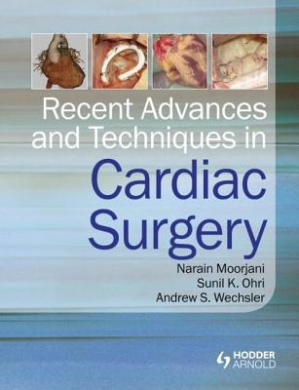 Recent Advances
and Techniques in
Cardiac
Surgery
Narain Moorjani
Sunil K. Ohri
Andrew S. Wechsler
HODDER
ARNOLD